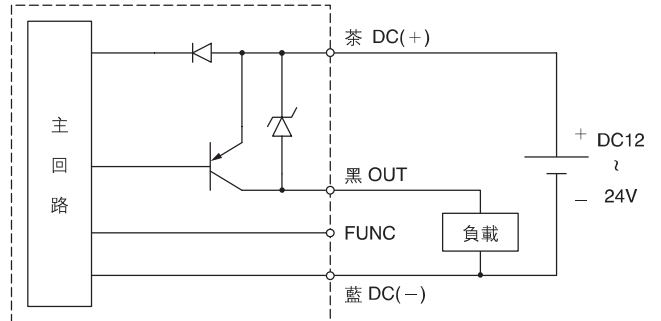 茶 DC(+)
主
回
路
黑 OUT
FUNC
負載
藍 DC(−)
+
DC12
~
−
24V